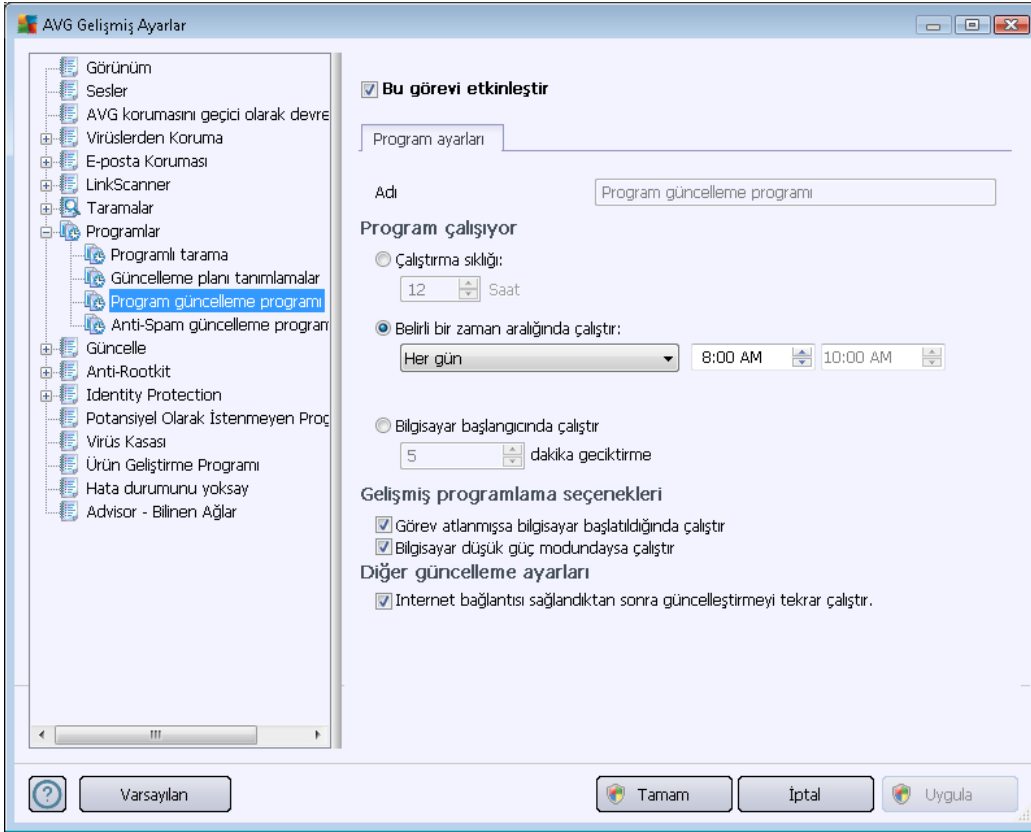 AVG Gelişmiş Ayarlar
Görünüm
Sesler
AVG korumasını geçici olarak devre
Virüslerden Koruma
E-posta Koruması
LinkScanner
Taramalar
Programlar
Programlı tarama
Güncelleme planı tanımlamalar
Program güncelleme programı
Anti-Spam güncelleme program
Güncelle
Anti-Rootkit
Identity Protection
Potansiyel Olarak İstenmeyen Prog
Virüs Kasası
Ürün Geliştirme Programı
Hata durumunu yoksay
Advisor - Bilinen Ağlar
Bu görevi etkinleştir
Program ayarları
Adı Program güncelleme programı
Program çalışıyor
Çalıştırma sıklığı:
12 Saat
Belirli bir zaman aralığında çalıştır:
Her gün 8:00 AM 10:00 AM
Bilgisayar başlangıcında çalıştır
5 dakika geciktirme
Gelişmiş programlama seçenekleri
Görev atlanmışsa bilgisayar başlatıldığında çalıştır
Bilgisayar düşük güç modundaysa çalıştır
Diğer güncelleme ayarları
Internet bağlantısı sağlandıktan sonra güncelleştirmeyi tekrar çalıştır.
Varsayılan Tamam İptal Uygula